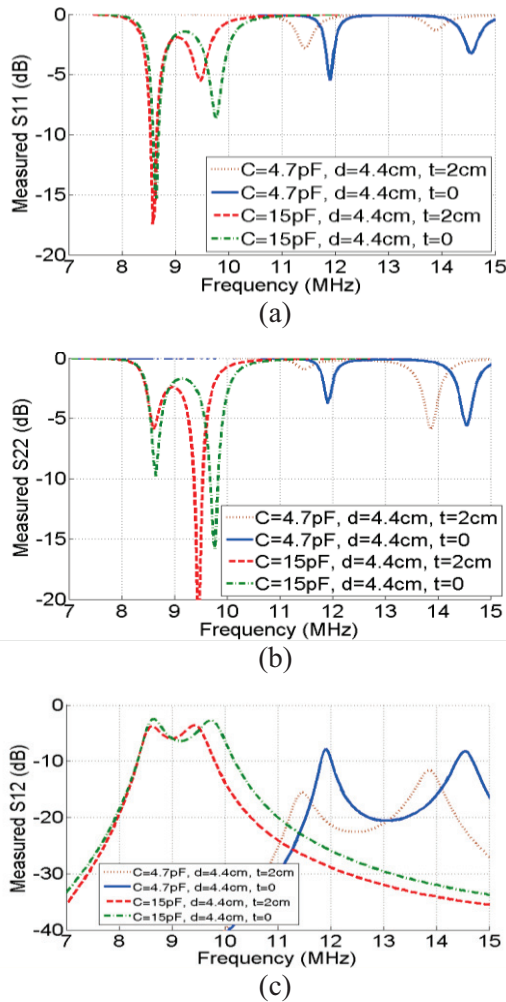 0
-5
-10
-15
-20
Measured S11 (dB)
C=4.7pF, d=4.4cm, t=2cm
C=4.7pF, d=4.4cm, t=0
C=15pF, d=4.4cm, t=2cm
C=15pF, d=4.4cm, t=0
7 8 9 10 11 12 13 14 15
Frequency (MHz)
(a)
0
-5
-10
-15
-20
Measured S22 (dB)
C=4.7pF, d=4.4cm, t=2cm
C=4.7pF, d=4.4cm, t=0
C=15pF, d=4.4cm, t=2cm
C=15pF, d=4.4cm, t=0
7 8 9 10 11 12 13 14 15
Frequency (MHz)
(b)
0
-10
-20
-30
-40
Measured S12 (dB)
C=4.7pF, d=4.4cm, t=2cm
C=4.7pF, d=4.4cm, t=0
C=15pF, d=4.4cm, t=2cm
C=15pF, d=4.4cm, t=0
7 8 9 10 11 12 13 14 15
Frequency (MHz)
(c)